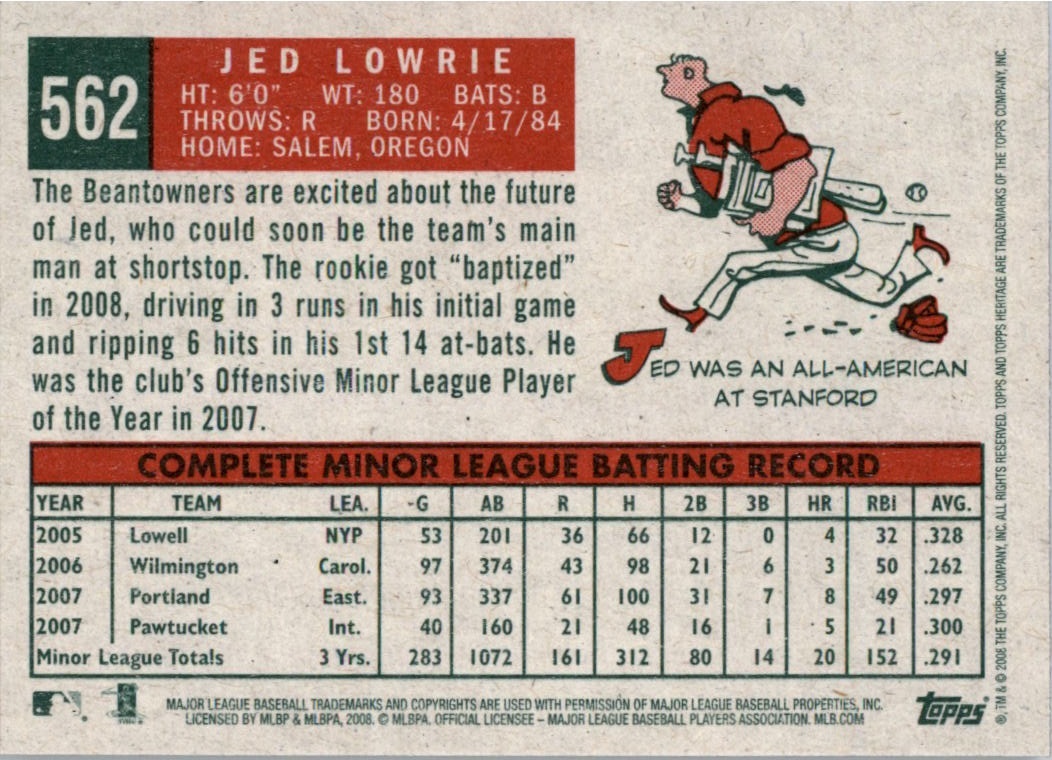 562
JED LOWRIE
HT: 6'0" WT: 180 BATS: B
THROWS: R BORN: 4/17/84
HOME: SALEM, OREGON
The Beantowners are excited about the future
of Jed, who could soon be the team's main
man at shortstop. The rookie got "baptized"
in 2008, driving in 3 runs in his initial game
and ripping 6 hits in his 1st 14 at-bats. He
was the club's Offensive Minor League Player
of the Year in 2007.
JED WAS AN ALL-AMERICAN
AT STANFORD
COMPLETE MINOR LEAGUE BATTING RECORD
YEAR TEAM LEA. G AB R H 2B 3B HR RBI AVG.
2005 Lowell NYP 53 201 36 66 12 0 4 32 .328
2006 Wilmington Carol. 97 374 43 98 21 6 3 50 .262
2007 Portland East. 93 337 61 100 31 7 8 49 .297
2007 Pawtucket Int. 40 160 21 48 16 1 5 21 .300
Minor League Totals 3 Yrs. 283 1072 161 312 80 14 20 152 .291
MAJOR LEAGUE BASEBALL TRADEMARKS AND COPYRIGHTS ARE USED WITH PERMISSION OF MAJOR LEAGUE BASEBALL PROPERTIES, INC.
LICENSED BY MLBP & MLBPA, 2008. © MLBPA. OFFICIAL LICENSEE – MAJOR LEAGUE BASEBALL PLAYERS ASSOCIATION. MLB.COM
Topps
®, TM & © 2008 THE TOPPS COMPANY, INC. ALL RIGHTS RESERVED. TOPPS AND TOPPS HERITAGE ARE TRADEMARKS OF THE TOPPS COMPANY, INC.